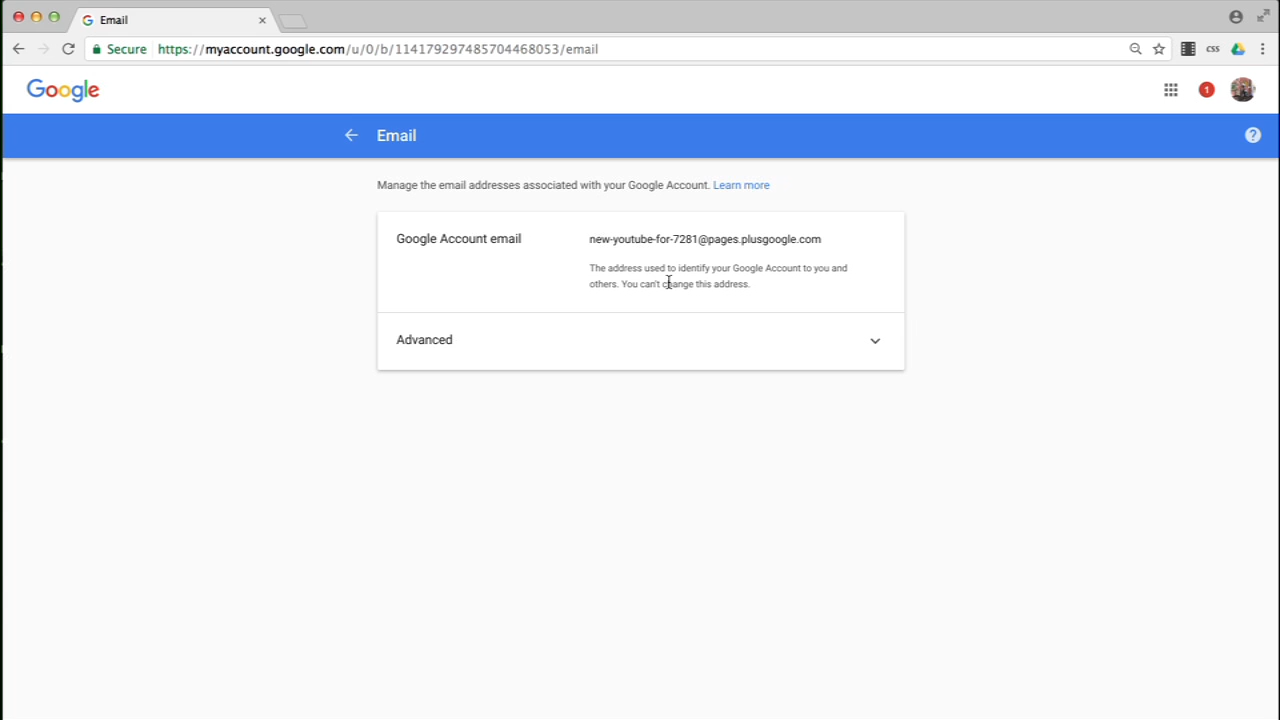 Email
Secure https://myaccount.google.com/u/0/b/114179297485704468053/email
CSS
Google
1
Email
Manage the email addresses associated with your Google Account. Learn more
Google Account email
new-youtube-for-7281@pages.plusgoogle.com
The address used to identify your Google Account to you and
others. You can't change this address.
Advanced